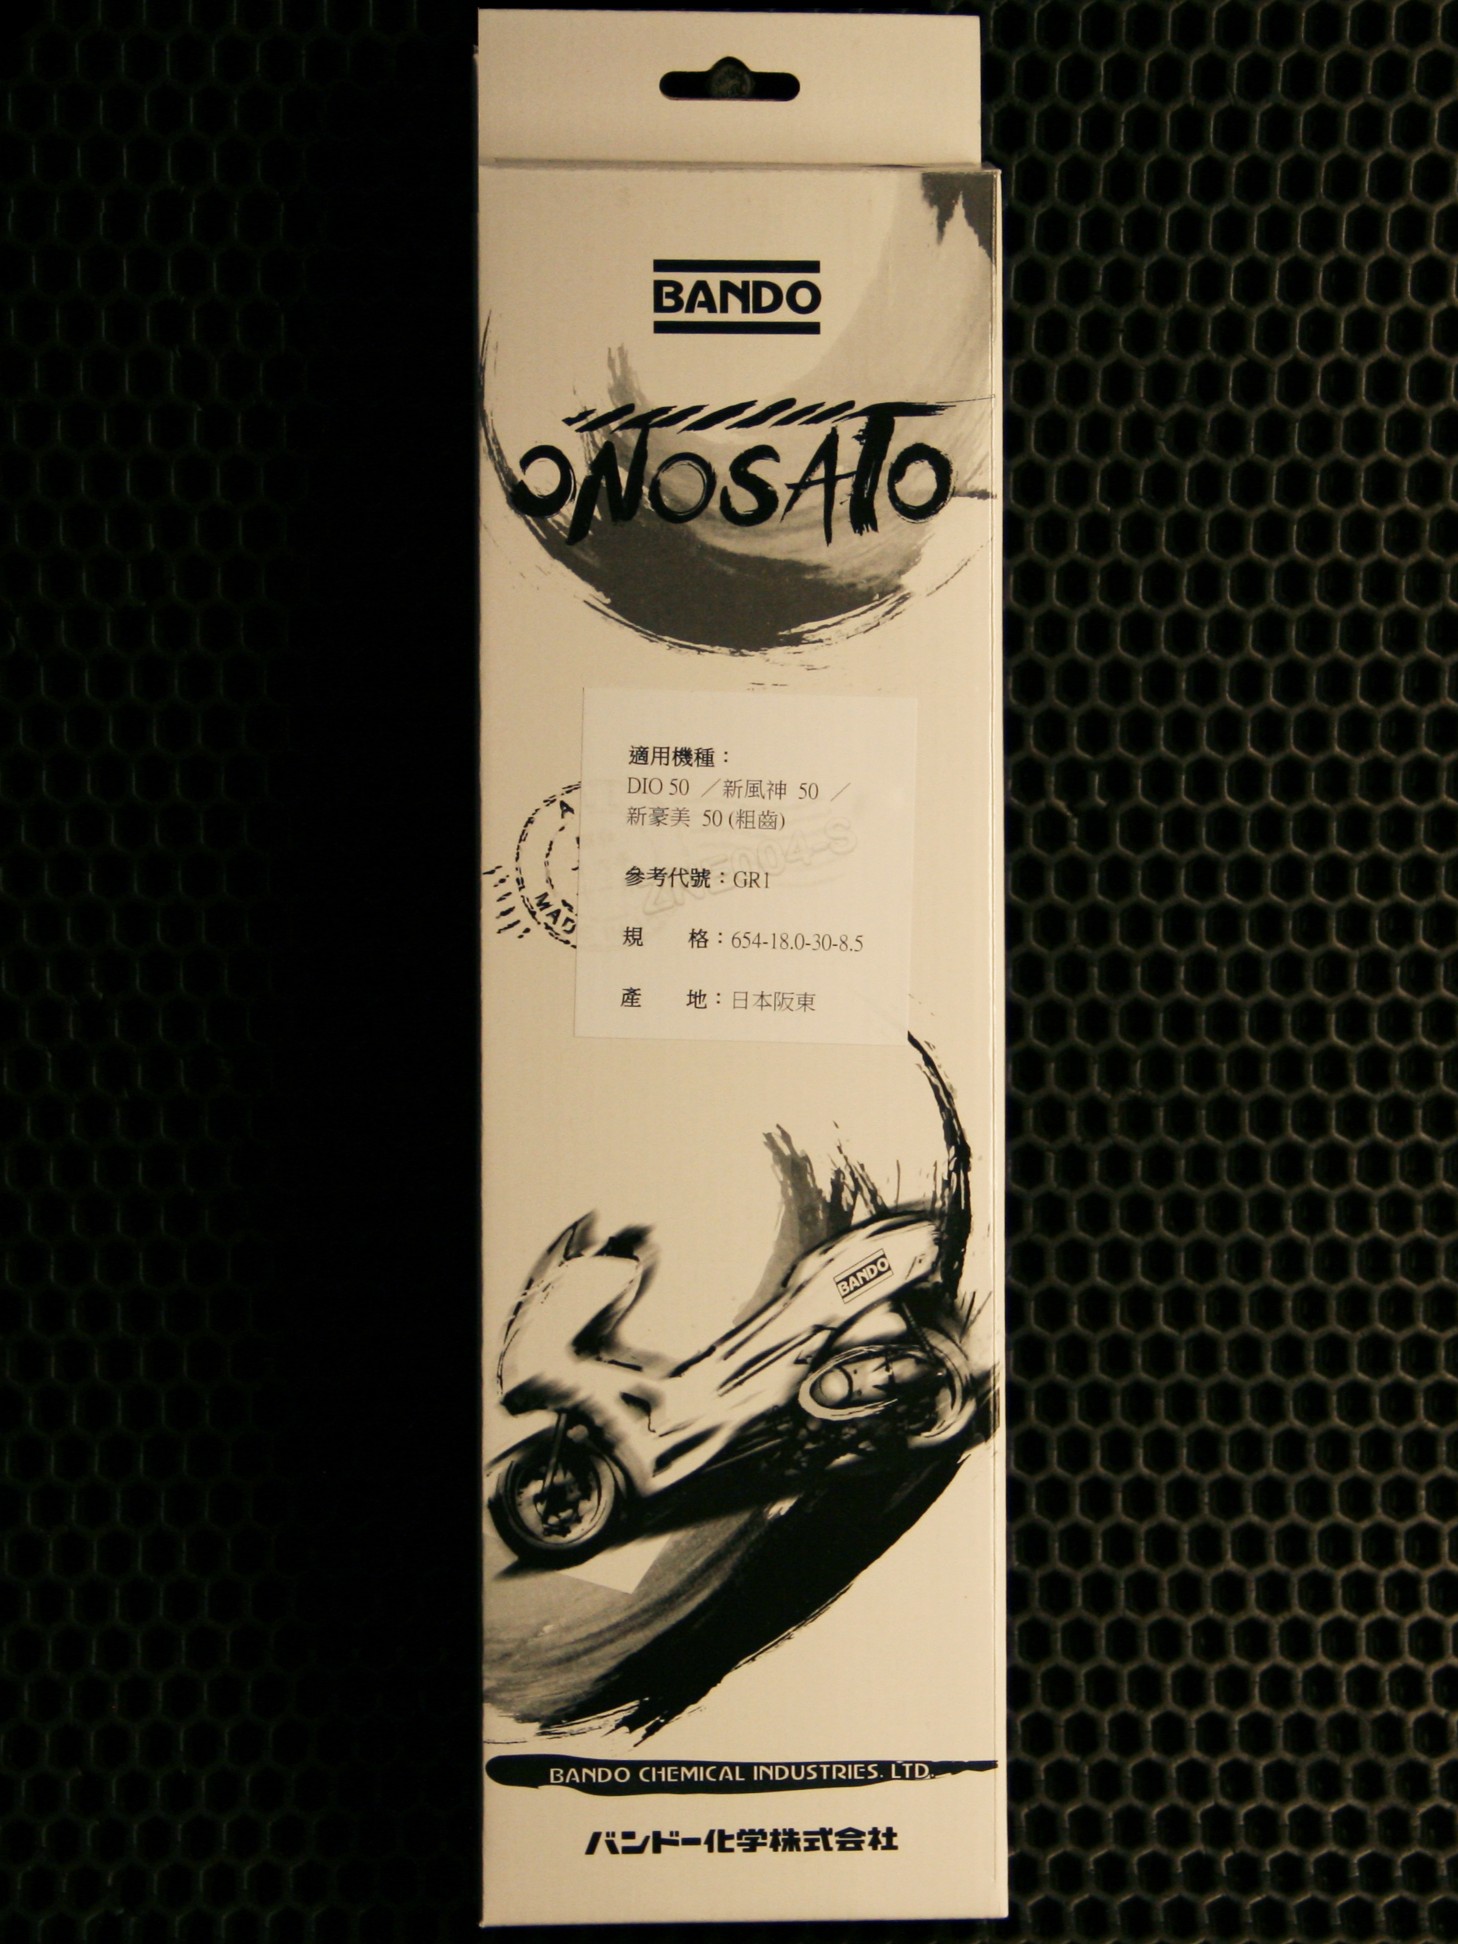 BANDO
ONOSATO
適用機種：
DIO 50 ／新風神 50 ／
新豪美 50 (粗齒)
參考代號：GR1
規 格：654-18.0-30-8.5
產 地：日本阪東
BANDO
BANDO CHEMICAL INDUSTRIES. LTD.
バンドー化学株式会社